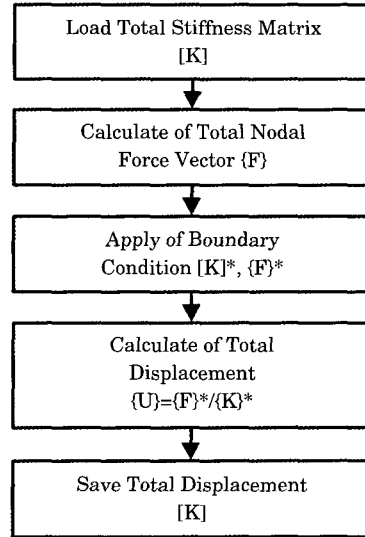 Load Total Stiffness Matrix
[K]
Calculate of Total Nodal
Force Vector {F}
Apply of Boundary
Condition [K]*, {F}*
Calculate of Total
Displacement
{U}={F}*/{K}*
Save Total Displacement
[K]